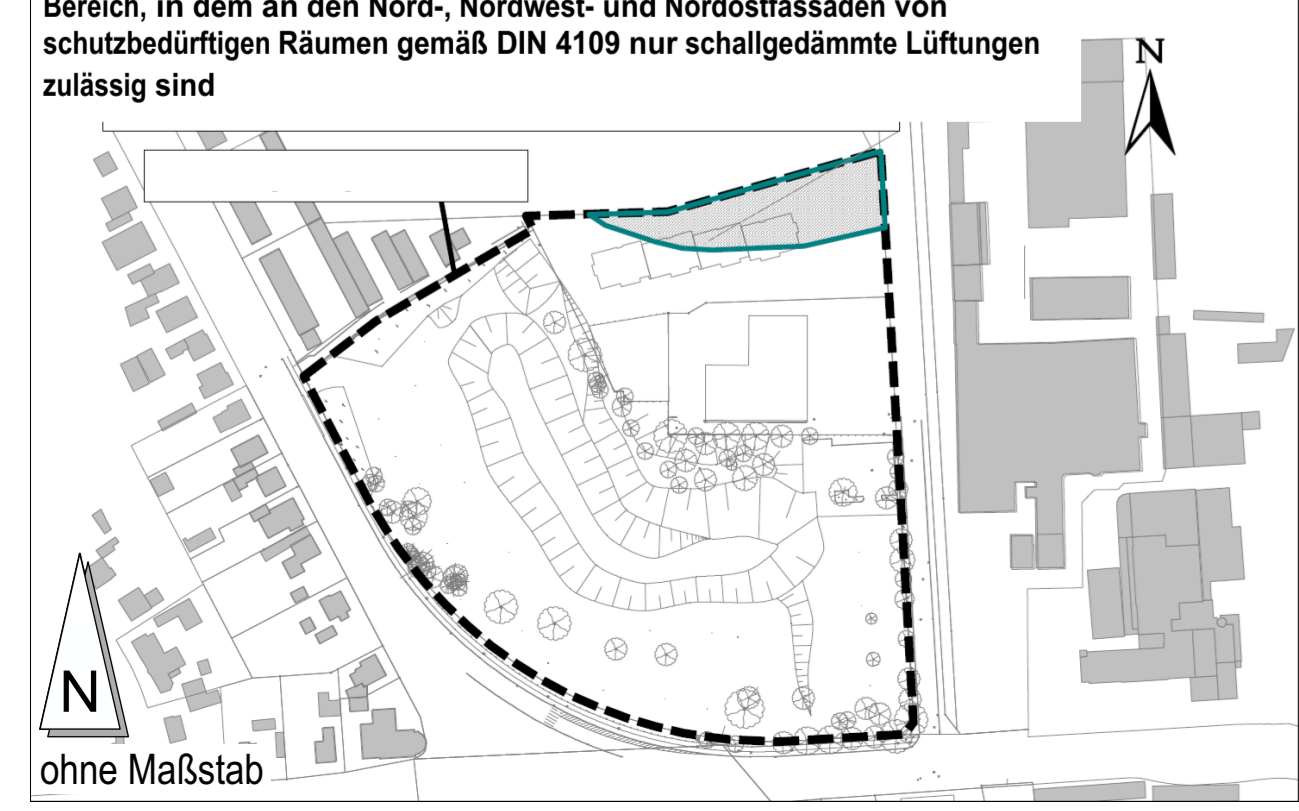 Bereich, in dem an den Nord-, Nordwest- und Nordostfassaden von
schutzbedürftigen Räumen gemäß DIN 4109 nur schallgedämmte Lüftungen
zulässig sind
N
N
ohne Maßstab